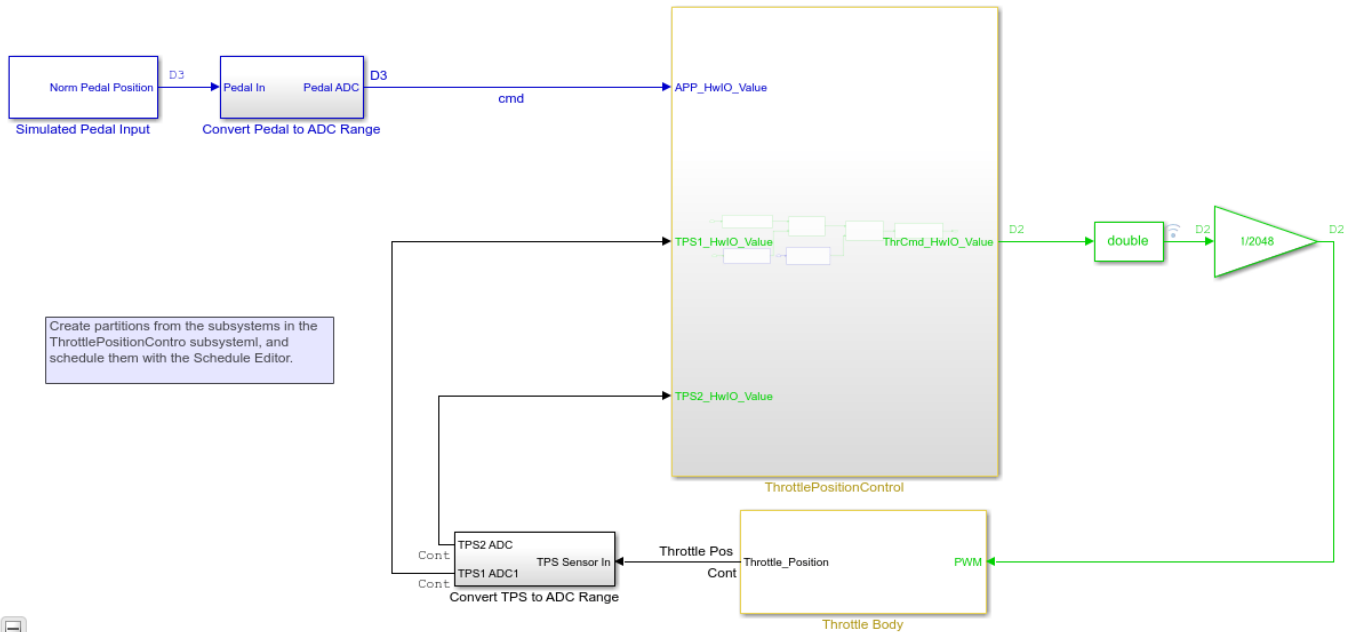 D3
Norm Pedal Position
Simulated Pedal Input
Pedal In
Pedal ADC
D3
Convert Pedal to ADC Range
cmd
APP_HwIO_Value
TPS1_HwIO_Value
ThrCmd_HwIO_Value
D2
double
D2
1/2048
D2
Create partitions from the subsystems in the
ThrottlePositionContro subsysteml, and
schedule them with the Schedule Editor.
TPS2_HwIO_Value
ThrottlePositionControl
TPS2 ADC
Cont
TPS Sensor In
TPS1 ADC1
Cont
Convert TPS to ADC Range
Throttle Pos
Cont
Throttle_Position
PWM
Throttle Body